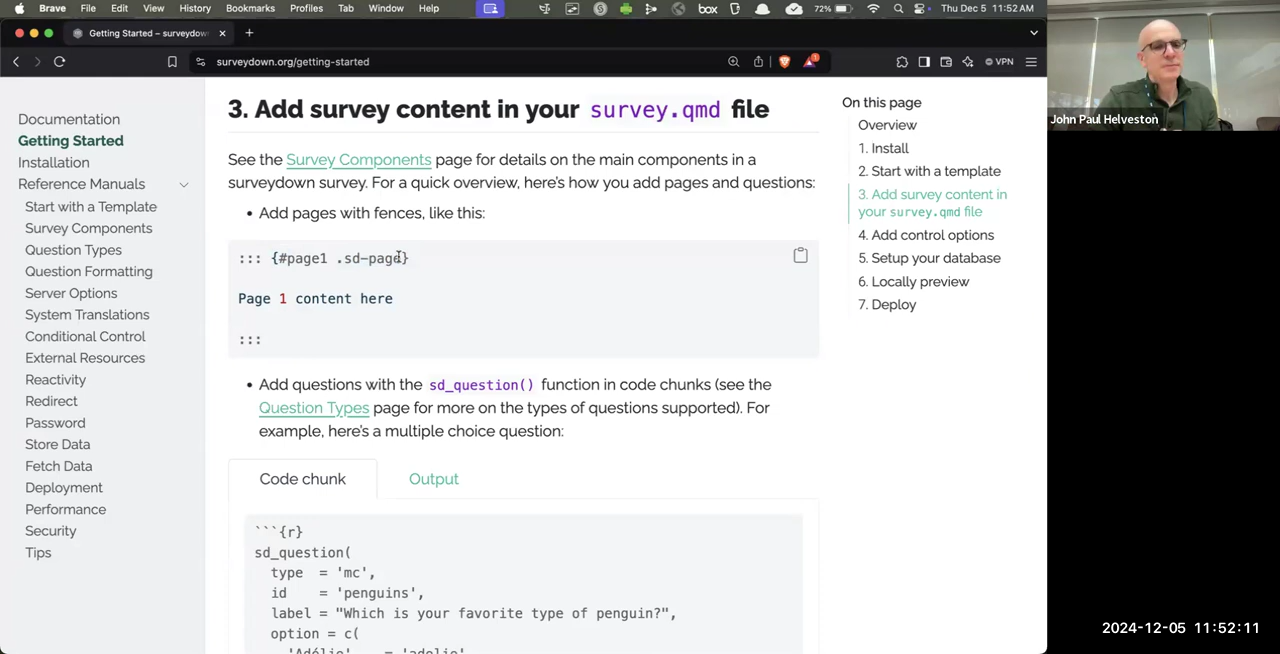 Brave File Edit View History Bookmarks Profiles Tab Window Help box 72% Thu Dec 5 11:52 AM
Getting Started – surveydow
surveydown.org/getting-started 1 VPN
Documentation
Getting Started
Installation
Reference Manuals
Start with a Template
Survey Components
Question Types
Question Formatting
Server Options
System Translations
Conditional Control
External Resources
Reactivity
Redirect
Password
Store Data
Fetch Data
Deployment
Performance
Security
Tips
3. Add survey content in your survey.qmd file
See the Survey Components page for details on the main components in a
surveydown survey. For a quick overview, here's how you add pages and questions:
• Add pages with fences, like this:
::: {#page1 .sd-page}
Page 1 content here
:::
• Add questions with the sd_question() function in code chunks (see the
Question Types page for more on the types of questions supported). For
example, here's a multiple choice question:
Code chunk Output
```{r}
sd_question(
type = 'mc',
id = 'penguins',
label = "Which is your favorite type of penguin?",
option = c(
'Adélie' = 'adelie'
On this page
Overview
1. Install
2. Start with a template
3. Add survey content in
your survey.qmd file
4. Add control options
5. Setup your database
6. Locally preview
7. Deploy
John Paul Helveston
2024-12-05 11:52:11